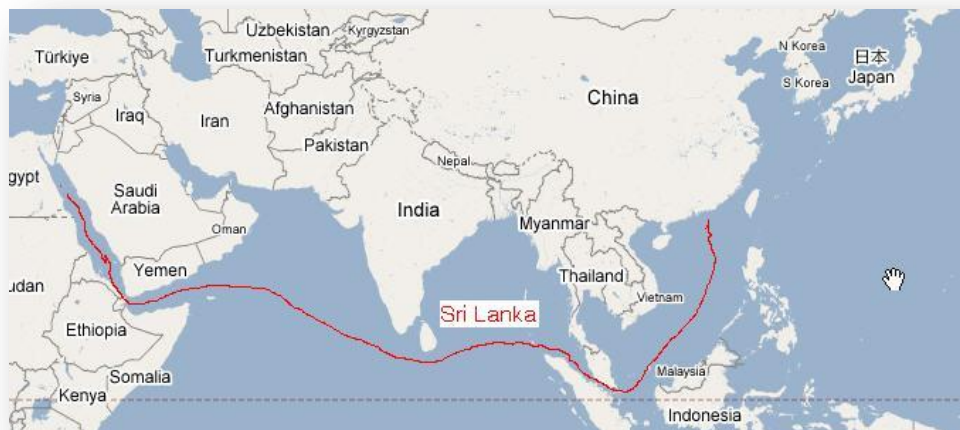 Uzbekistan
Kyrgyzstan
Türkiye
Turkmenistan
N Korea
日本
Japan
S Korea
Syria
Iraq
Iran
Afghanistan
China
Pakistan
Nepal
gypt
Saudi
Arabia
India
Oman
Myanmar
Yemen
Thailand
udan
Vietnam
Sri Lanka
Ethiopia
Malaysia
Somalia
Kenya
Indonesia